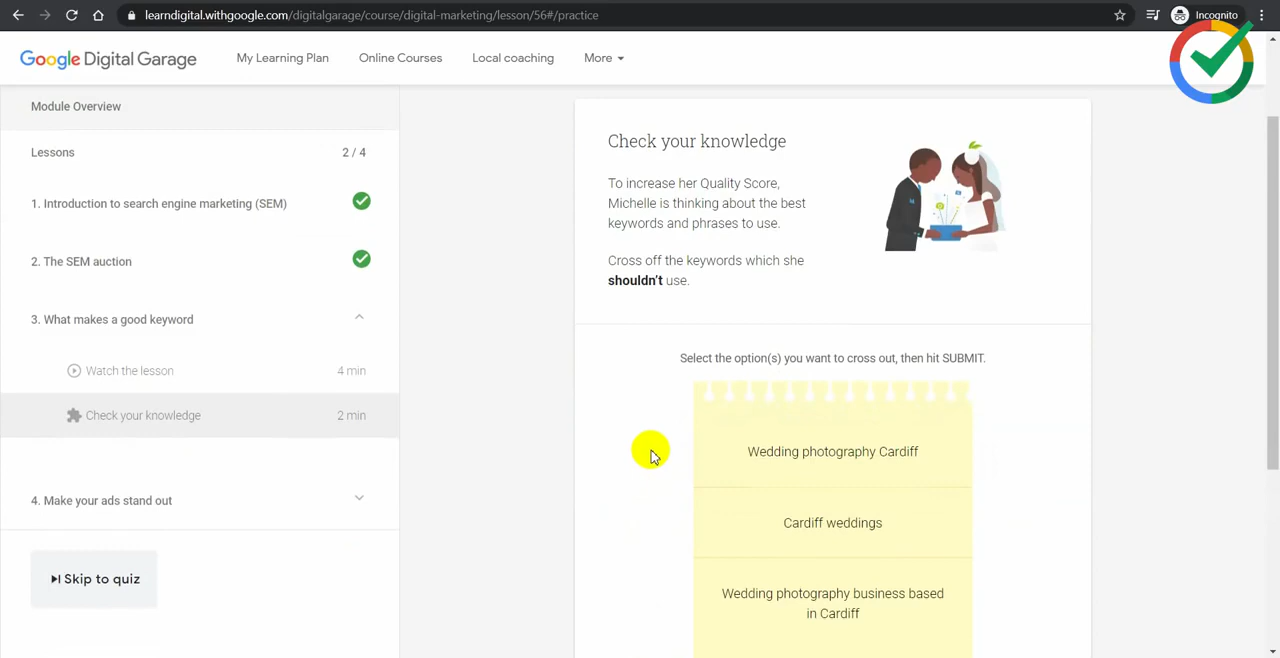 learndigital.withgoogle.com/digitalgarage/course/digital-marketing/lesson/56#/practice
Incognito
Google Digital Garage
My Learning Plan
Online Courses
Local coaching
More
Module Overview
Lessons
2 / 4
1. Introduction to search engine marketing (SEM)
2. The SEM auction
3. What makes a good keyword
Watch the lesson
4 min
Check your knowledge
2 min
4. Make your ads stand out
Skip to quiz
Check your knowledge
To increase her Quality Score,
Michelle is thinking about the best
keywords and phrases to use.
Cross off the keywords which she
shouldn't use.
Select the option(s) you want to cross out, then hit SUBMIT.
Wedding photography Cardiff
Cardiff weddings
Wedding photography business based
in Cardiff